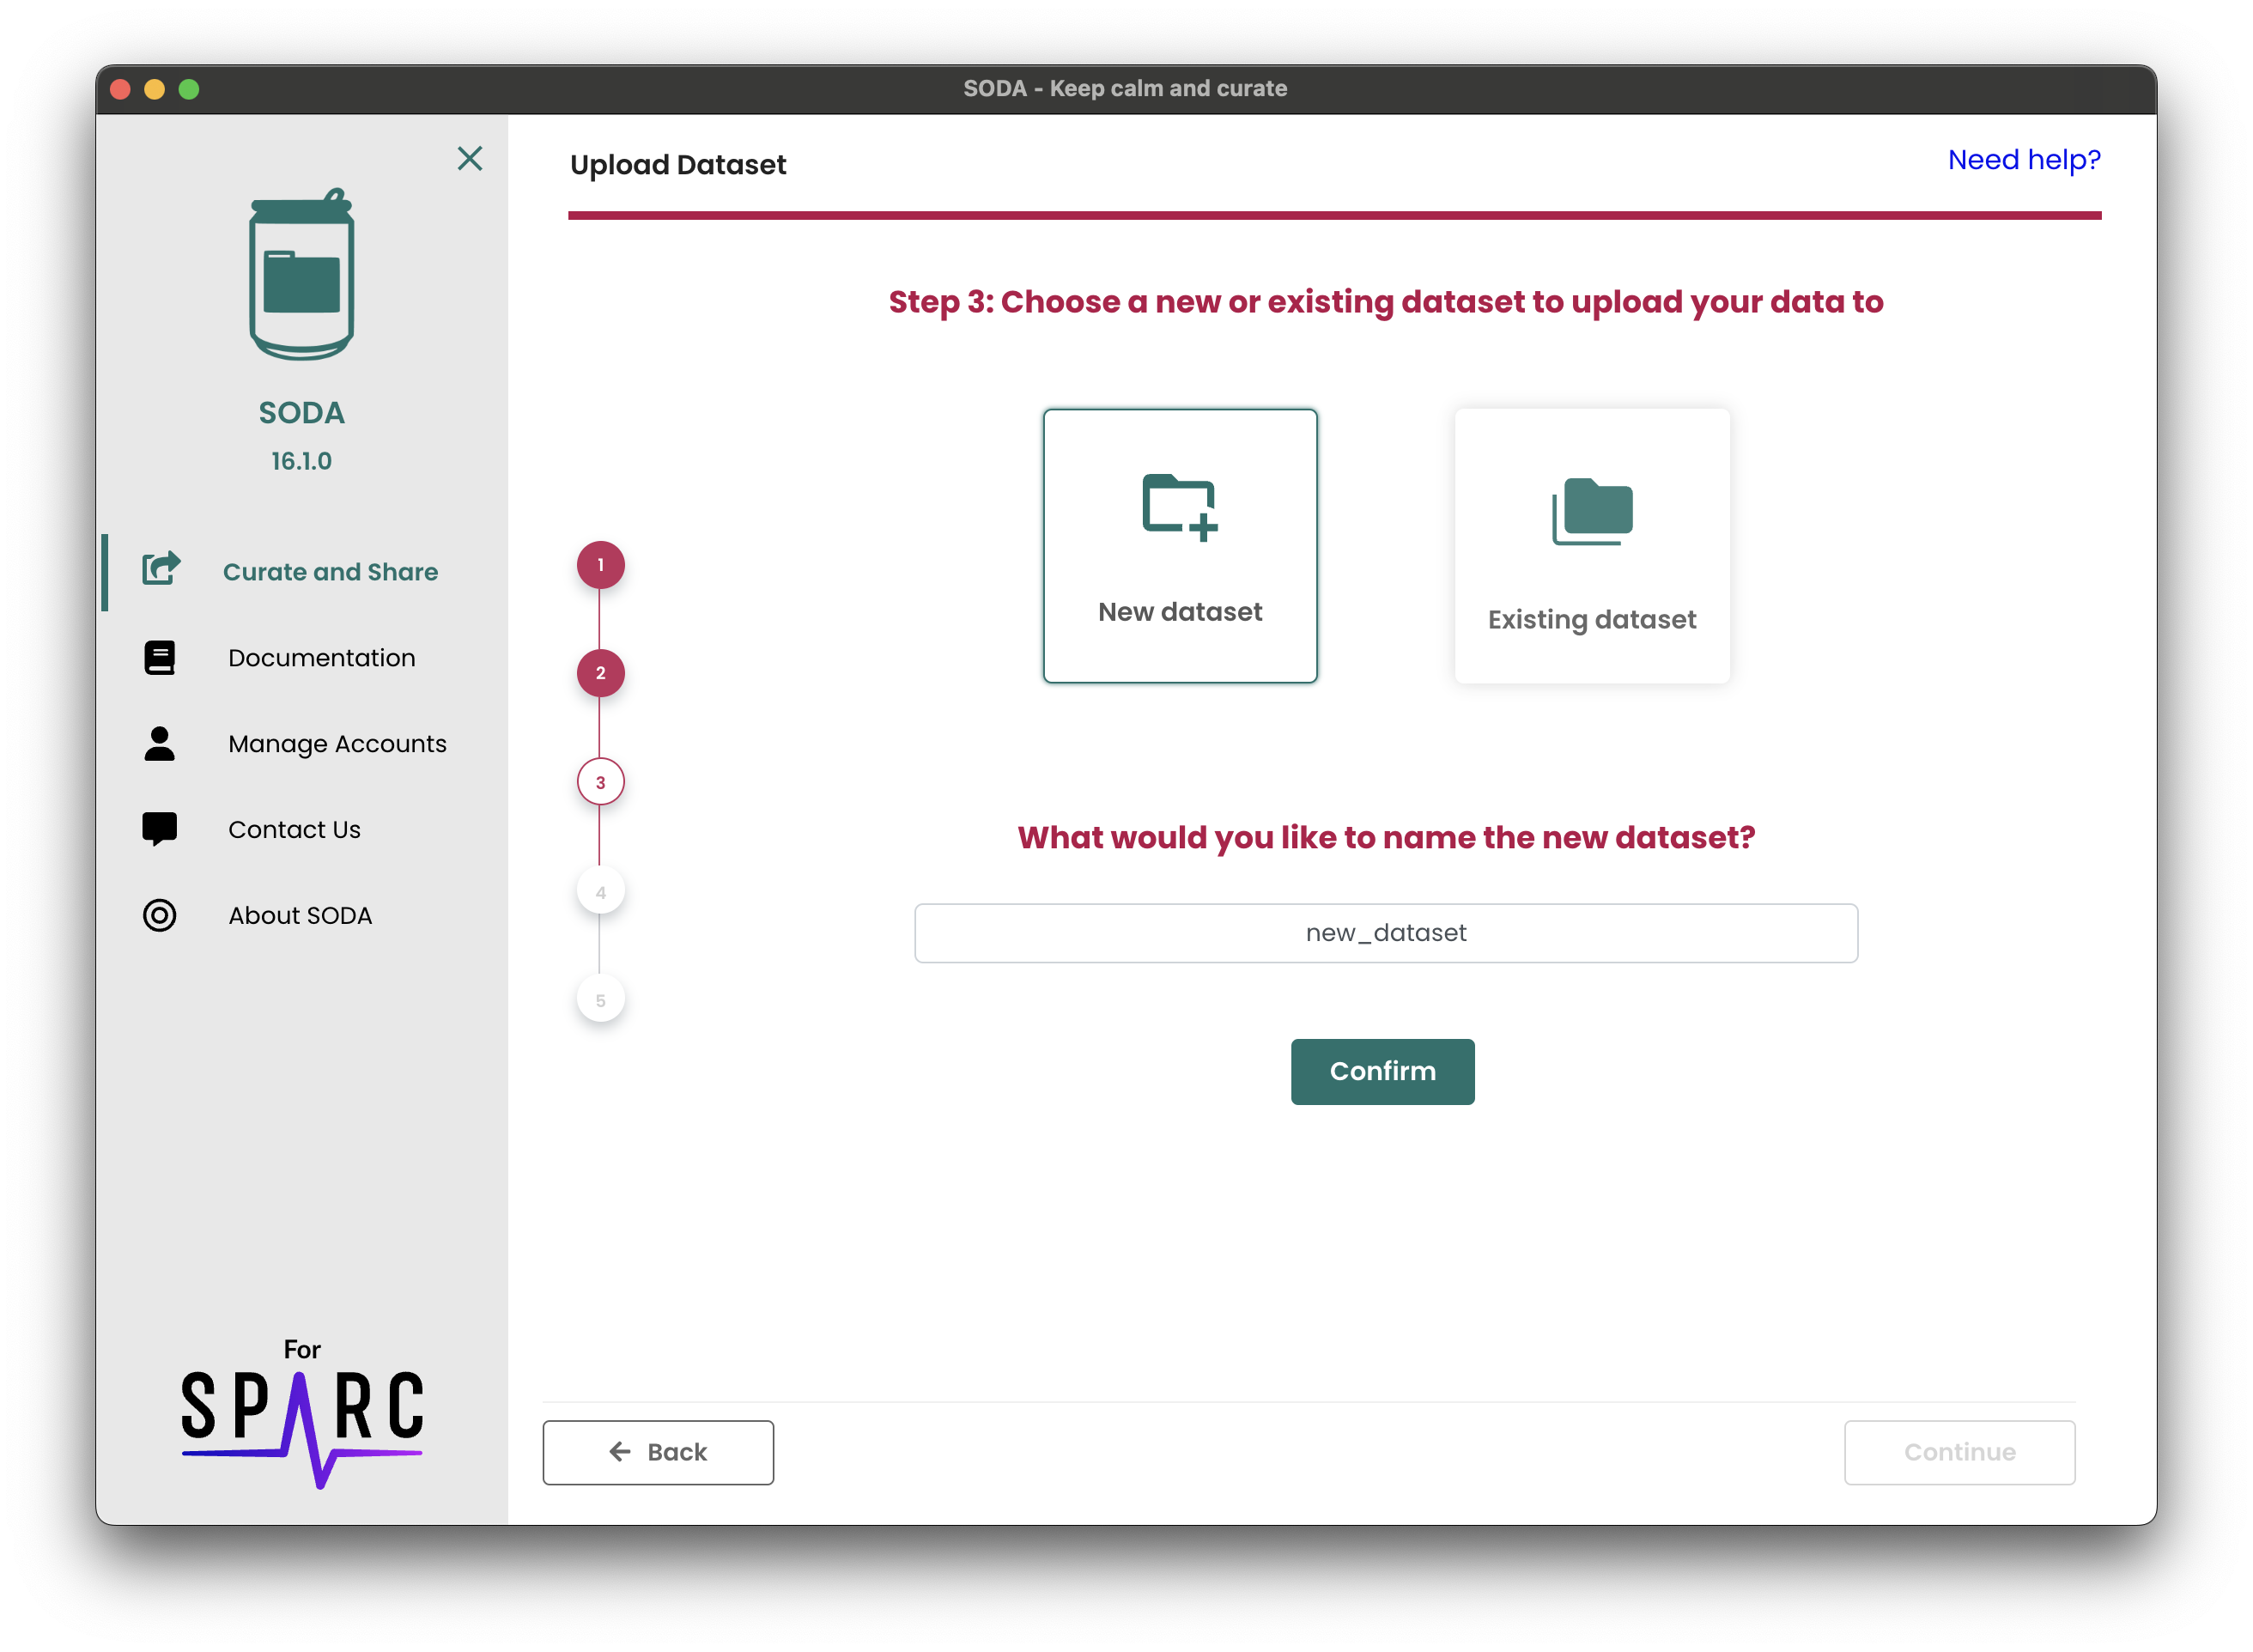 SODA - Keep calm and curate
SODA
16.1.0
Curate and Share
Documentation
Manage Accounts
Contact Us
About SODA
For
SPARC
Upload Dataset
Need help?
Step 3: Choose a new or existing dataset to upload your data to
1
2
3
4
5
New dataset
Existing dataset
What would you like to name the new dataset?
new_dataset
Confirm
Back
Continue